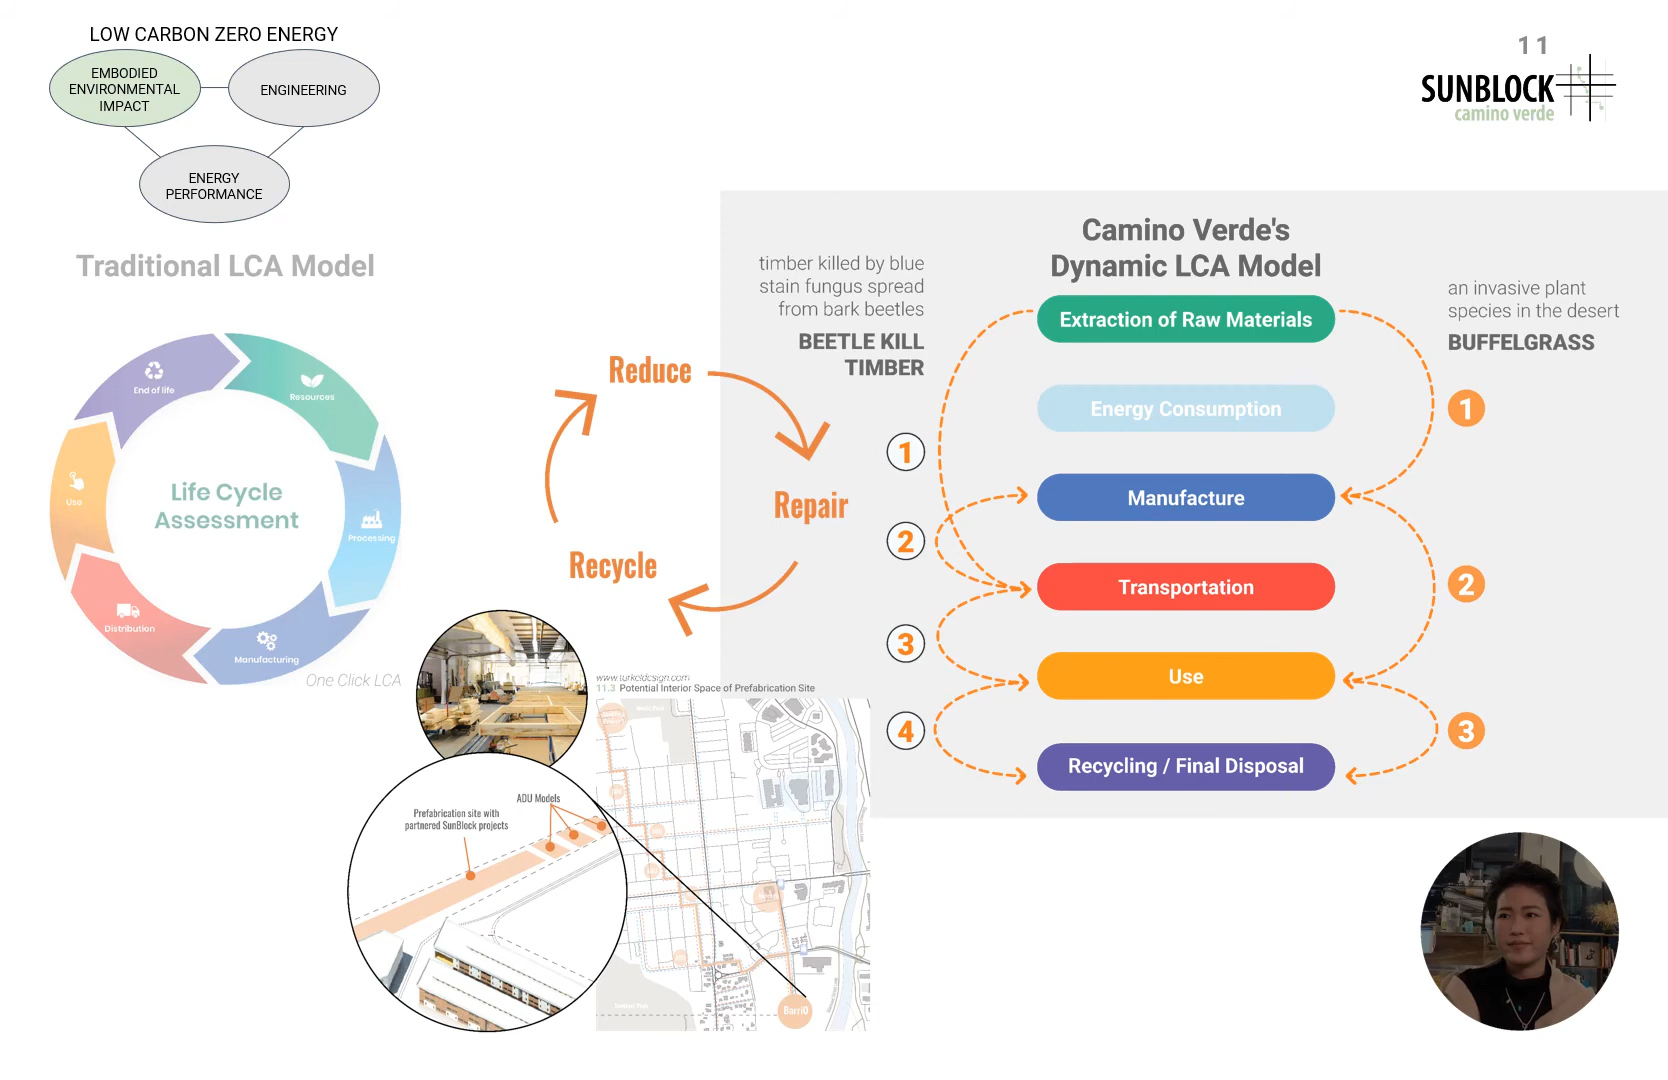 LOW CARBON ZERO ENERGY
EMBODIED
ENVIRONMENTAL
IMPACT
ENGINEERING
ENERGY
PERFORMANCE
11
SUNBLOCK
camino verde
Traditional LCA Model
End of life
Resources
Use
Processing
Distribution
Manufacturing
Life Cycle
Assessment
One Click LCA
Reduce
Repair
Recycle
timber killed by blue
stain fungus spread
from bark beetles
BEETLE KILL
TIMBER
Camino Verde's
Dynamic LCA Model
Extraction of Raw Materials
Energy Consumption
Manufacture
Transportation
Use
Recycling / Final Disposal
1
2
3
4
an invasive plant
species in the desert
BUFFELGRASS
1
2
3
www.turkeldesign.com
11.3 Potential Interior Space of Prefabrication Site
ADU Models
Prefabrication site with
partnered SunBlock projects
BarriO